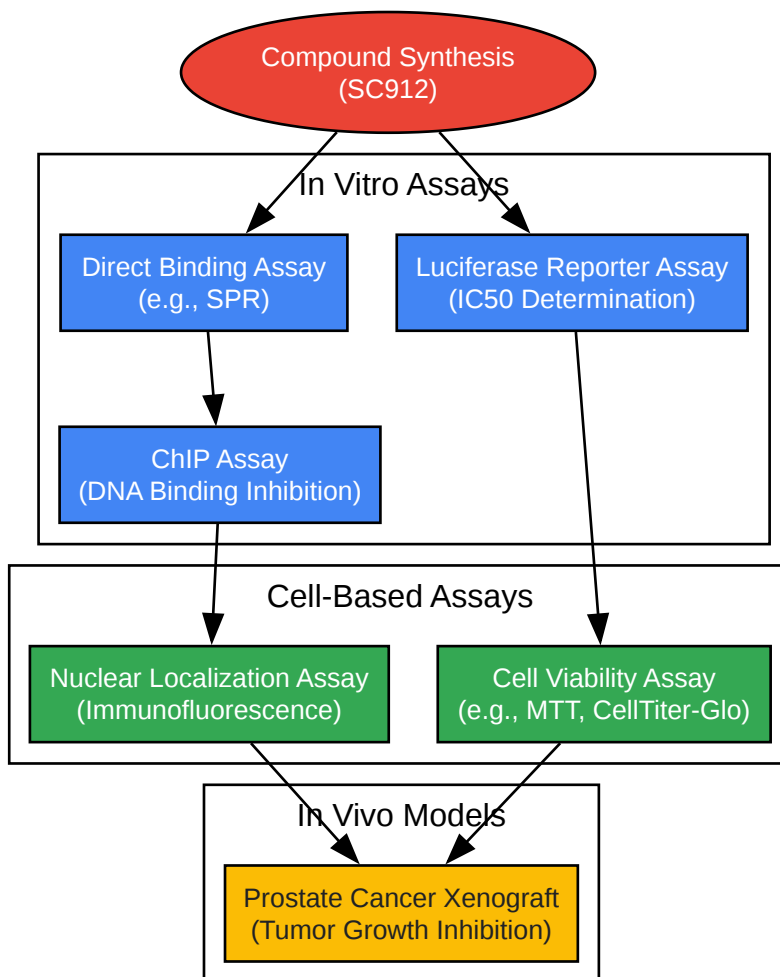 Compound Synthesis
(SC912)
In Vitro Assays
Direct Binding Assay
(e.g., SPR)
Luciferase Reporter Assay
(IC50 Determination)
ChIP Assay
(DNA Binding Inhibition)
Cell-Based Assays
Nuclear Localization Assay
(Immunofluorescence)
Cell Viability Assay
(e.g., MTT, CellTiter-Glo)
In Vivo Models
Prostate Cancer Xenograft
(Tumor Growth Inhibition)